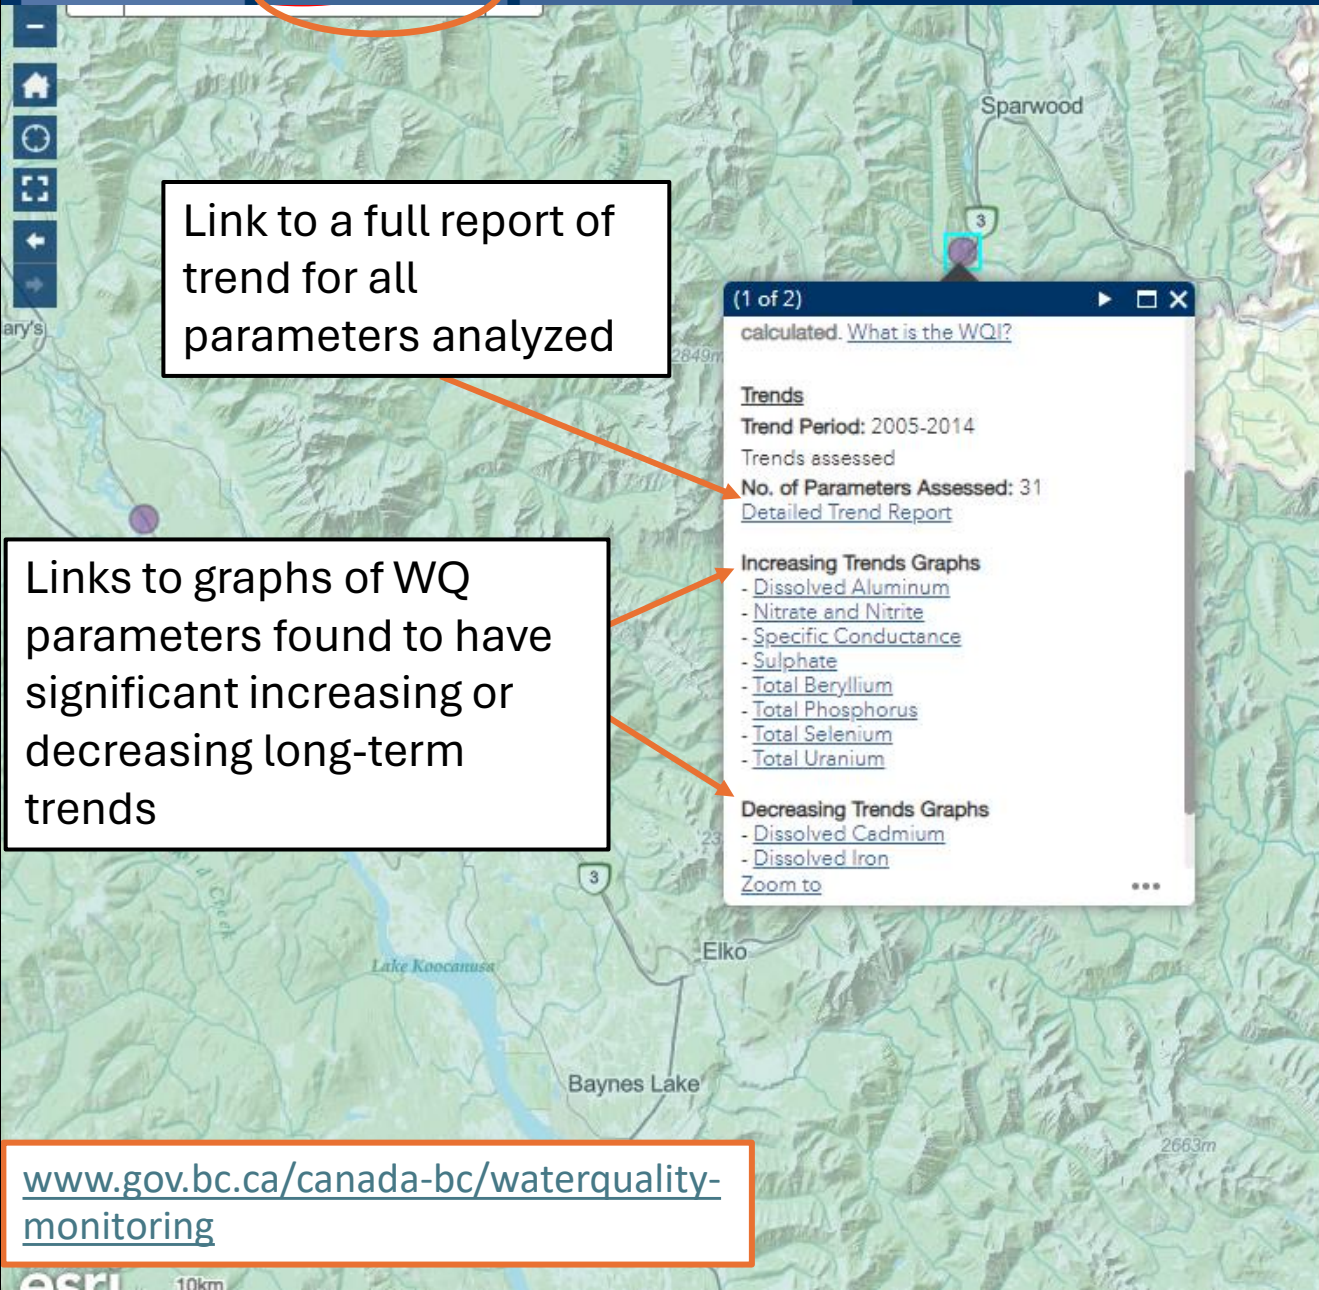 Sparwood
3
Link to a full report of
trend for all
parameters analyzed
ary's
2849m
(1 of 2)
calculated. What is the WQI?
Trends
Trend Period: 2005-2014
Trends assessed
No. of Parameters Assessed: 31
Detailed Trend Report
Increasing Trends Graphs
- Dissolved Aluminum
- Nitrate and Nitrite
- Specific Conductance
- Sulphate
- Total Beryllium
- Total Phosphorus
- Total Selenium
- Total Uranium
Decreasing Trends Graphs
- Dissolved Cadmium
- Dissolved Iron
Zoom to
Links to graphs of WQ
parameters found to have
significant increasing or
decreasing long-term
trends
23
3
Creek
Elko
Lake Koocanusa
Baynes Lake
2663m
www.gov.bc.ca/canada-bc/waterquality-
monitoring
esri
10km